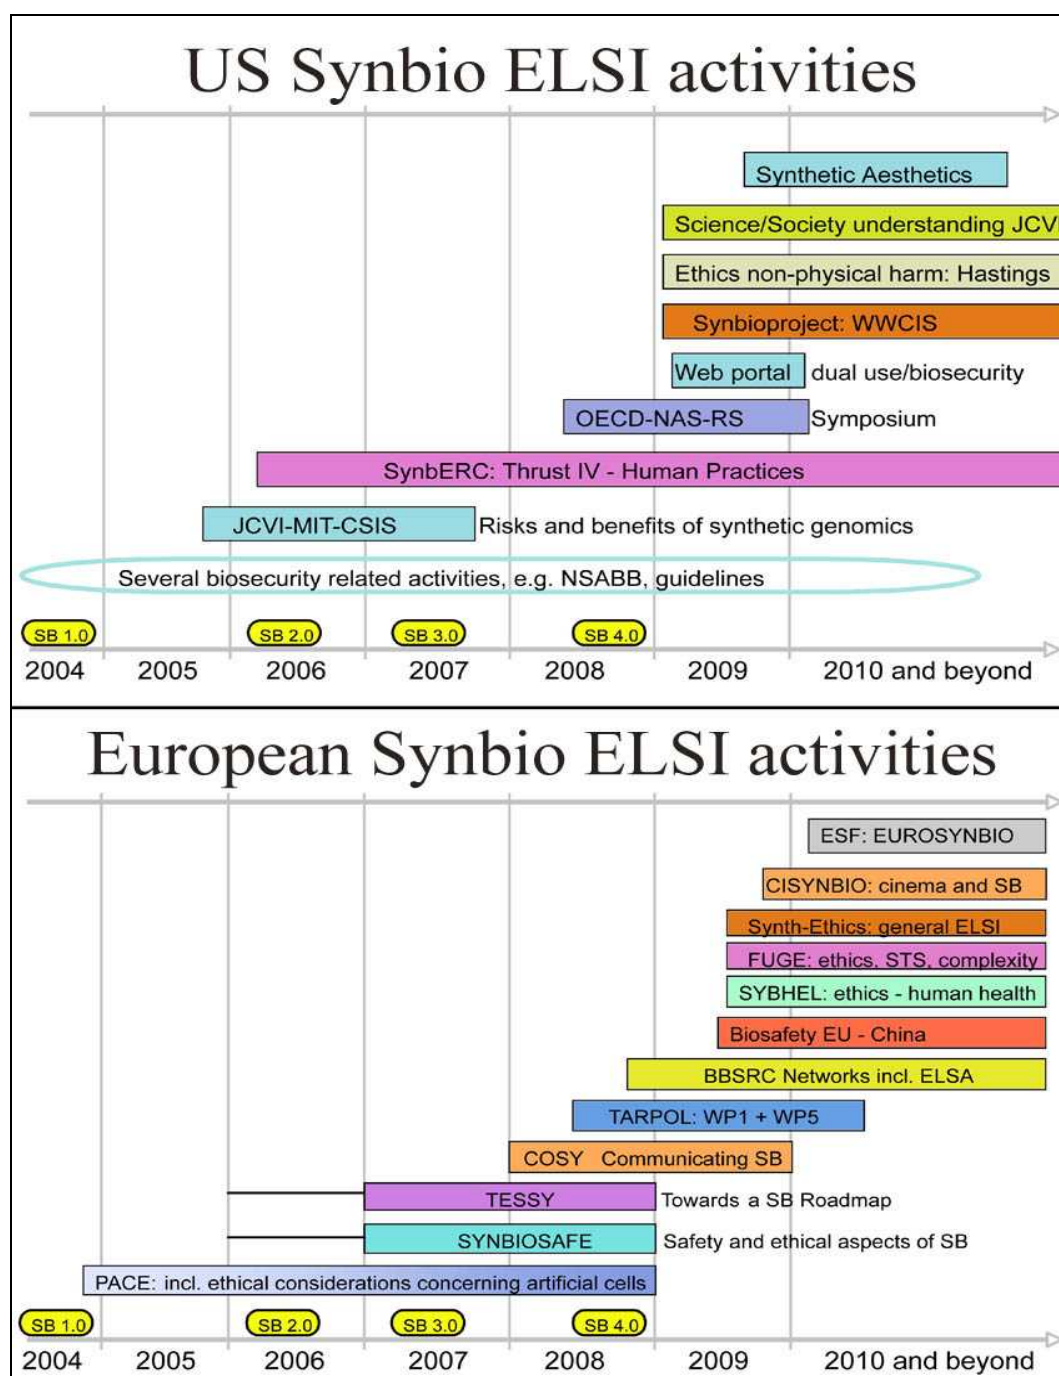 US Synbio ELSI activities
Synthetic Aesthetics
Science/Society understanding JCVI
Ethics non-physical harm: Hastings
Synbioproject: WWCIS
Web portal dual use/biosecurity
OECD-NAS-RS Symposium
SynbERC: Thrust IV - Human Practices
JCVI-MIT-CSIS Risks and benefits of synthetic genomics
Several biosecurity related activities, e.g. NSABB, guidelines
SB 1.0 SB 2.0 SB 3.0 SB 4.0
2004 2005 2006 2007 2008 2009 2010 and beyond
European Synbio ELSI activities
ESF: EUROSYNBIO
CISYNBIO: cinema and SB
Synth-Ethics: general ELSI
FUGE: ethics, STS, complexity
SYBHEL: ethics - human health
Biosafety EU - China
BBSRC Networks incl. ELSA
TARPOL: WP1 + WP5
COSY Communicating SB
TESSY Towards a SB Roadmap
SYNBIOSAFE Safety and ethical aspects of SB
PACE: incl. ethical considerations concerning artificial cells
SB 1.0 SB 2.0 SB 3.0 SB 4.0
2004 2005 2006 2007 2008 2009 2010 and beyond